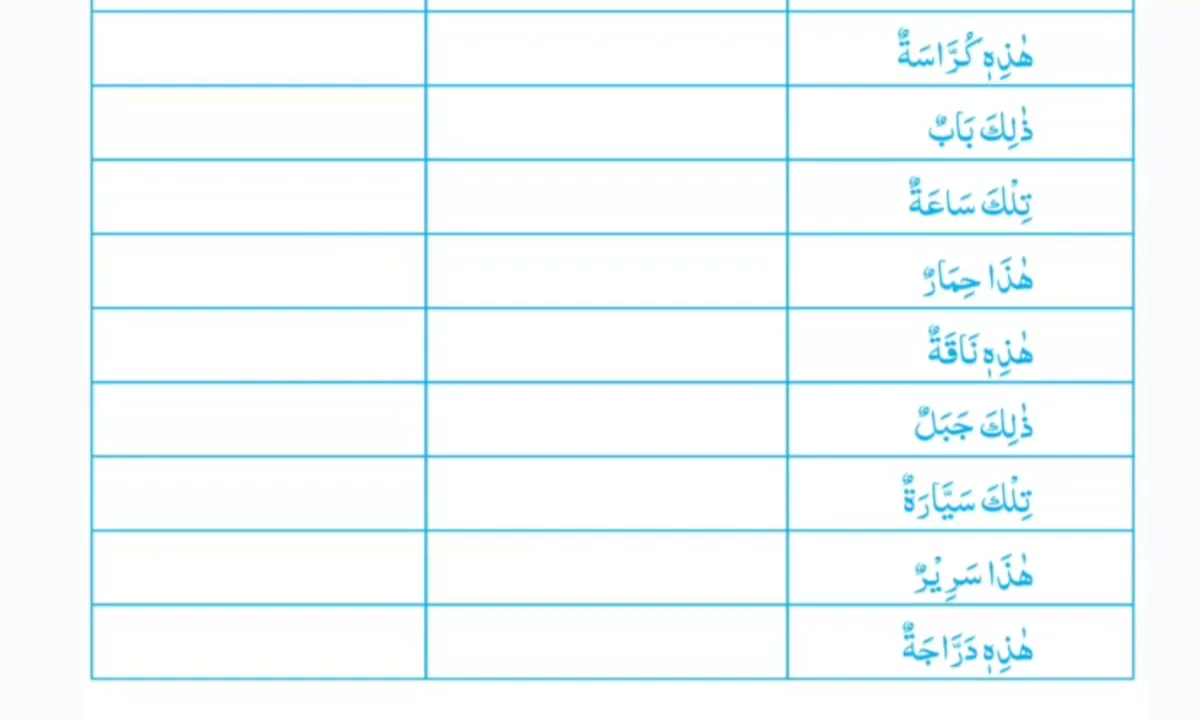 هٰذِهٖ كُرَّاسَةٌ
ذٰلِكَ بَابٌ
تِلْكَ سَاعَةٌ
هٰذَا حِمَارٌ
هٰذِهٖ نَاقَةٌ
ذٰلِكَ جَبَلٌ
تِلْكَ سَيَّارَةٌ
هٰذَا سَرِيْرٌ
هٰذِهٖ دَرَّاجَةٌ